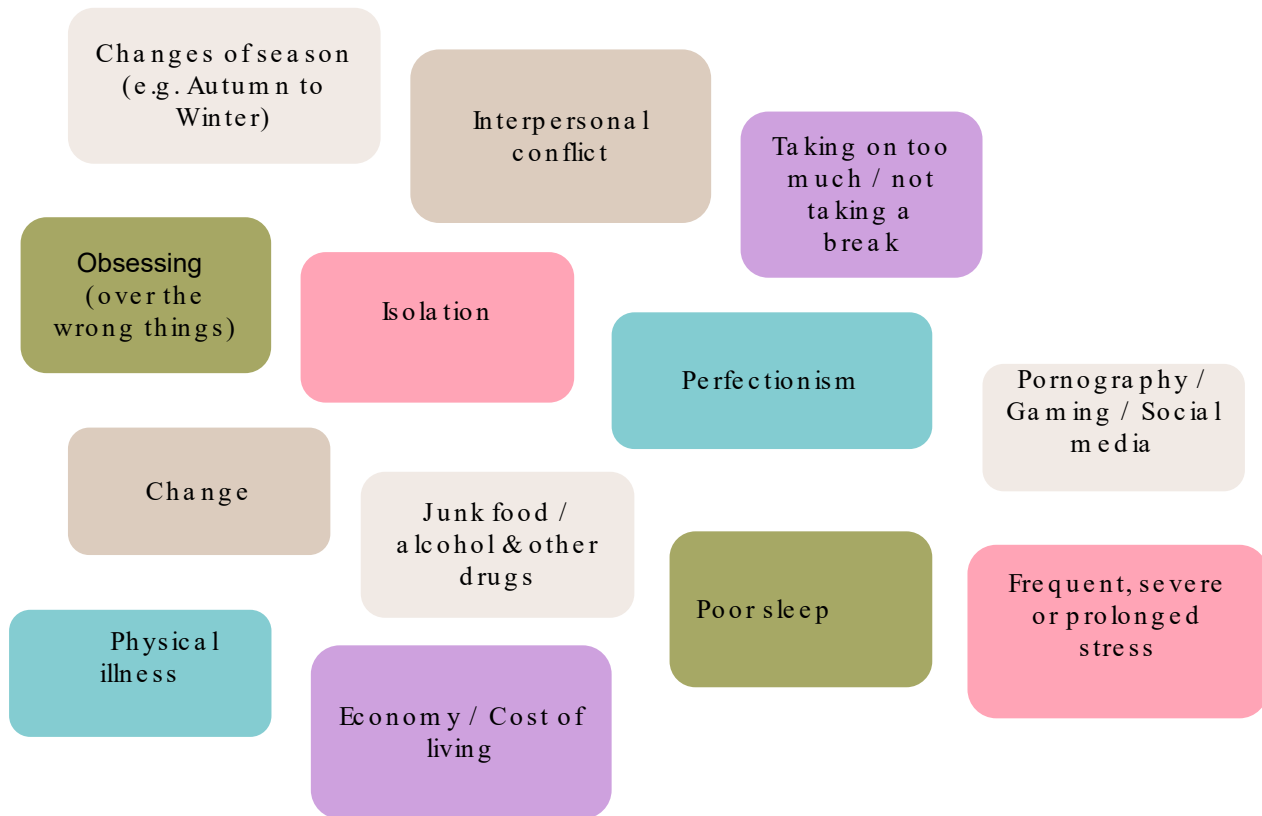 Changes of season
(e.g. Autumn to
Winter)
Interpersonal
conflict
Taking on too
much / not
taking a
break
Obsessing
(over the
wrong things)
Isolation
Perfectionism
Pornography /
Gaming / Social
media
Change
Junk food /
alcohol & other
drugs
Poor sleep
Frequent, severe
or prolonged
stress
Physical
illness
Economy / Cost of
living